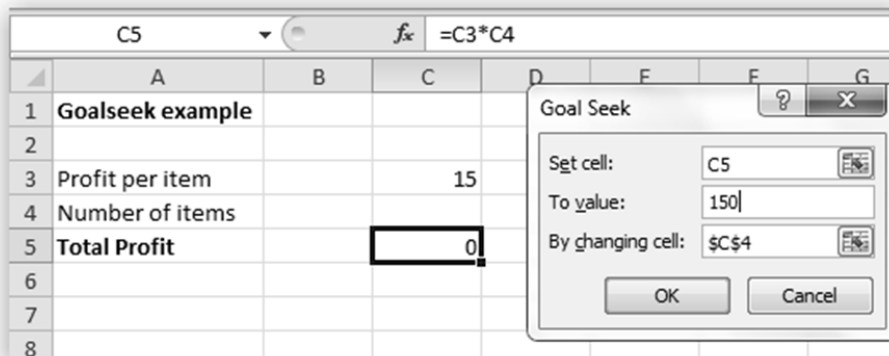 C5 fx =C3*C4
A B C D E F G
1 Goalseek example
2
3 Profit per item 15
4 Number of items
5 Total Profit 0
6
7
8
Goal Seek
Set cell: C5
To value: 150
By changing cell: $C$4
OK Cancel